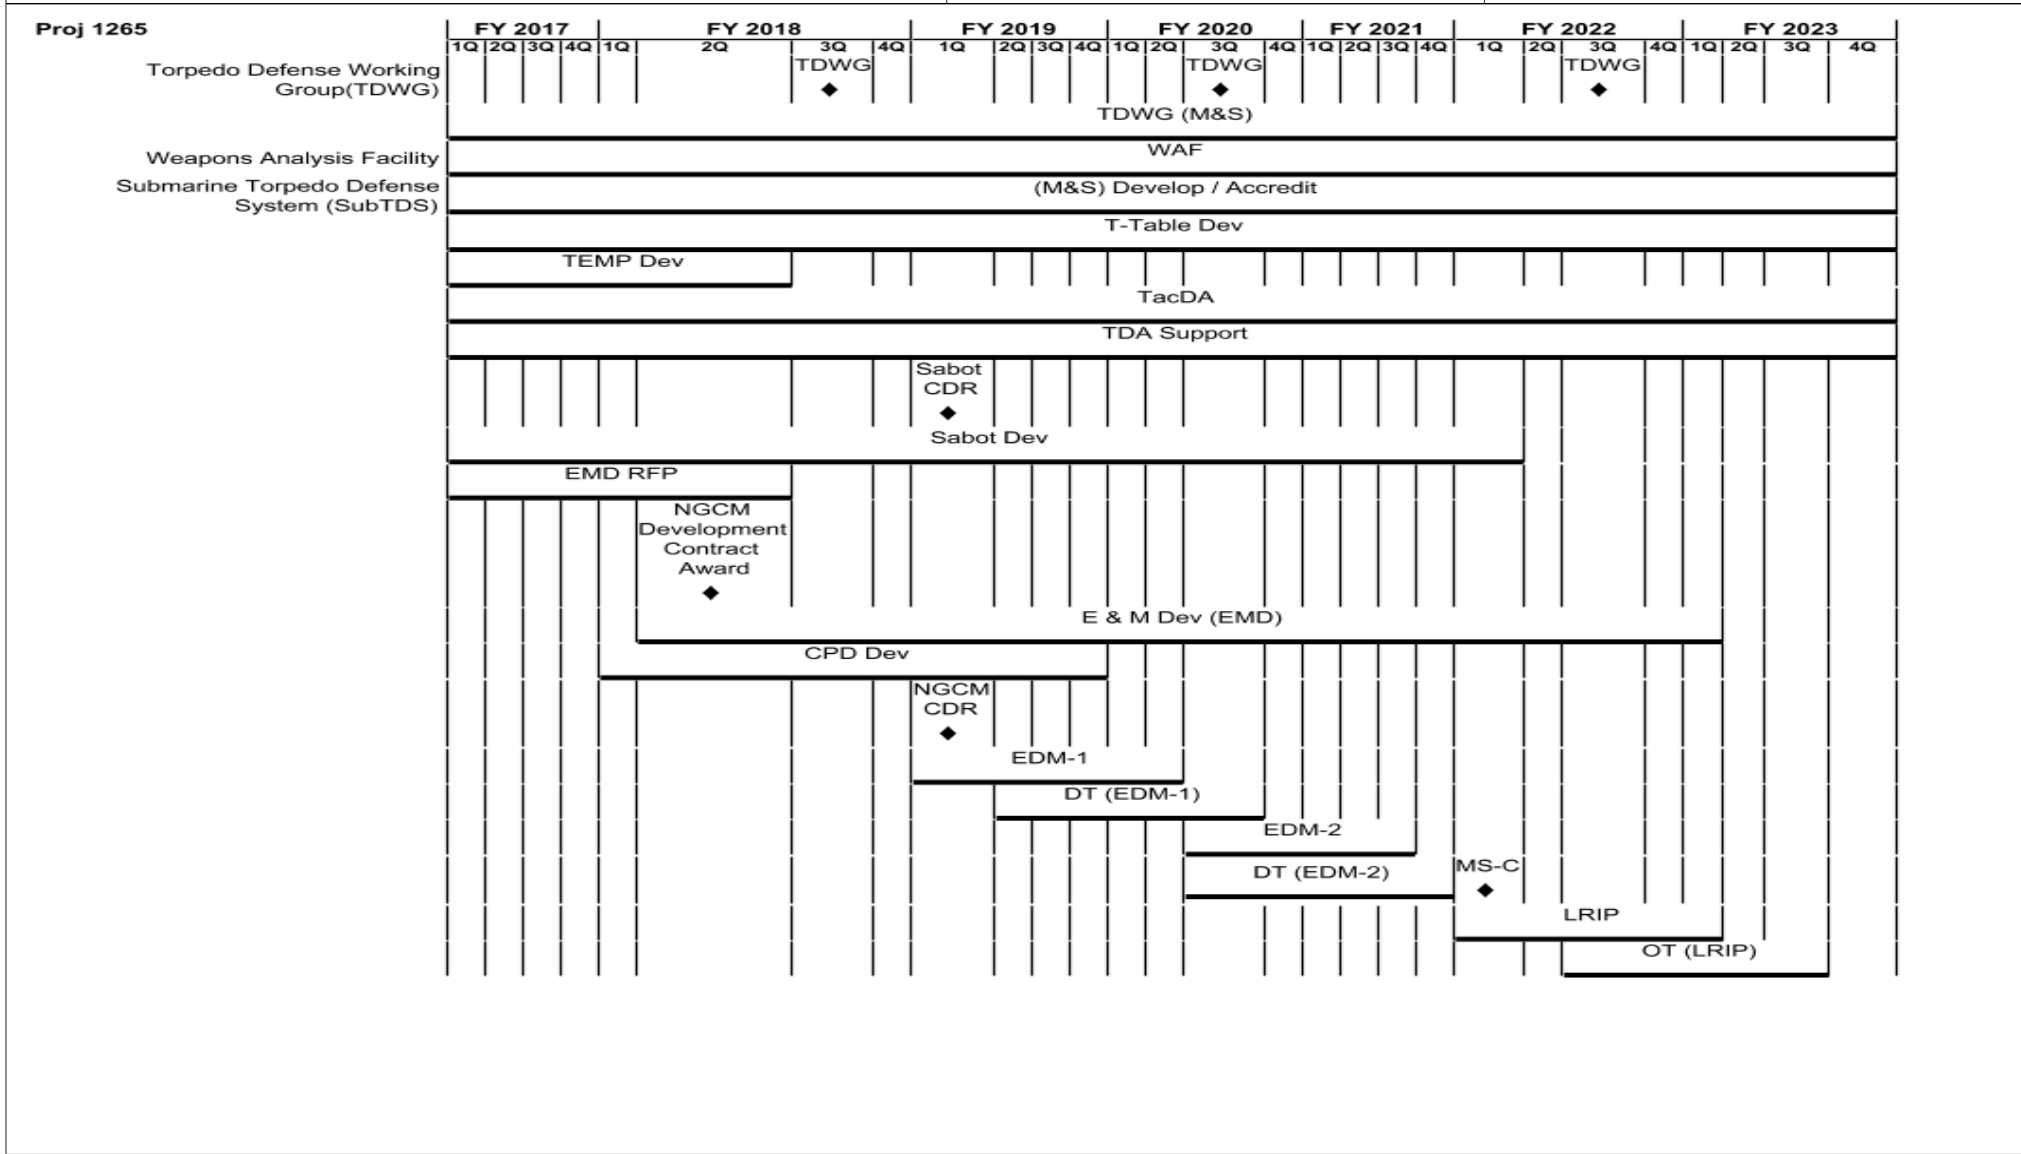 Proj 1265
FY 2017 FY 2018 FY 2019 FY 2020 FY 2021 FY 2022 FY 2023
1Q 2Q 3Q 4Q 1Q 2Q 3Q 4Q 1Q 2Q 3Q 4Q 1Q 2Q 3Q 4Q 1Q 2Q 3Q 4Q 1Q 2Q 3Q 4Q 1Q 2Q 3Q 4Q
Torpedo Defense Working
Group(TDWG)
TDWG TDWG TDWG
TDWG (M&S)
Weapons Analysis Facility
WAF
Submarine Torpedo Defense
System (SubTDS)
(M&S) Develop / Accredit
T-Table Dev
TEMP Dev
TacDA
TDA Support
Sabot
CDR
Sabot Dev
EMD RFP
NGCM
Development
Contract
Award
E & M Dev (EMD)
CPD Dev
NGCM
CDR
EDM-1
DT (EDM-1)
EDM-2
DT (EDM-2)
MS-C
LRIP
OT (LRIP)